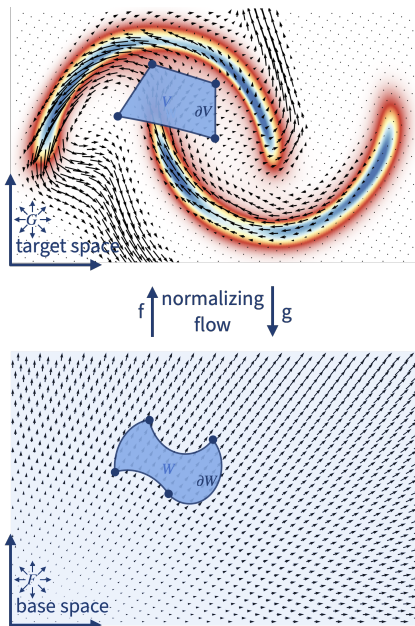 V
∂V
G
target space
f
normalizing
flow
g
W
∂W
F
base space